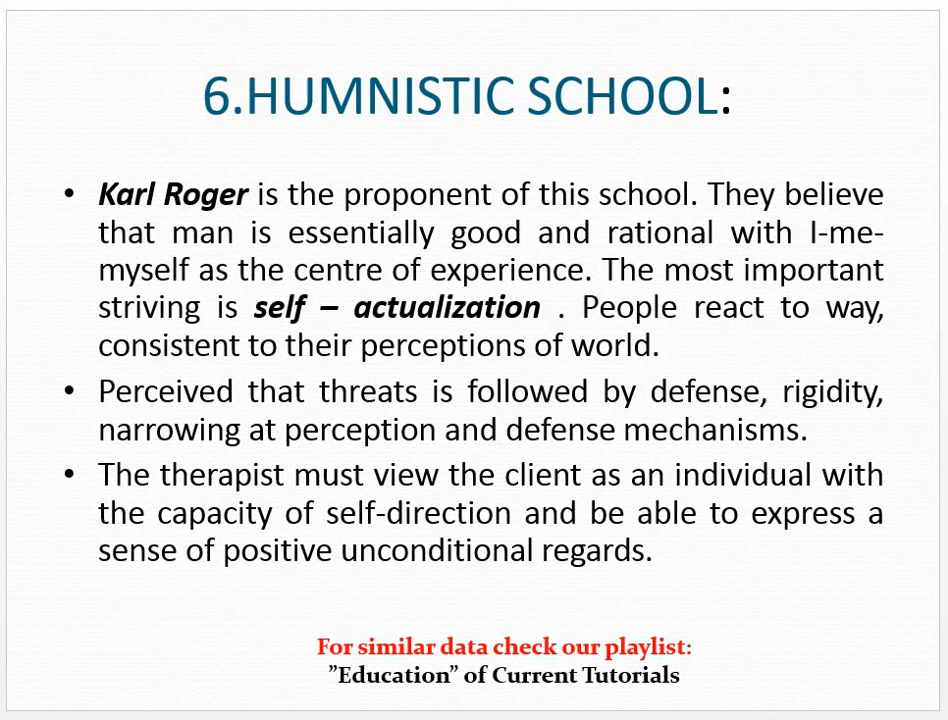 6.HUMNISTIC SCHOOL:
• Karl Roger is the proponent of this school. They believe
that man is essentially good and rational with I-me-
myself as the centre of experience. The most important
striving is self – actualization . People react to way,
consistent to their perceptions of world.
• Perceived that threats is followed by defense, rigidity,
narrowing at perception and defense mechanisms.
• The therapist must view the client as an individual with
the capacity of self-direction and be able to express a
sense of positive unconditional regards.
For similar data check our playlist:
”Education” of Current Tutorials